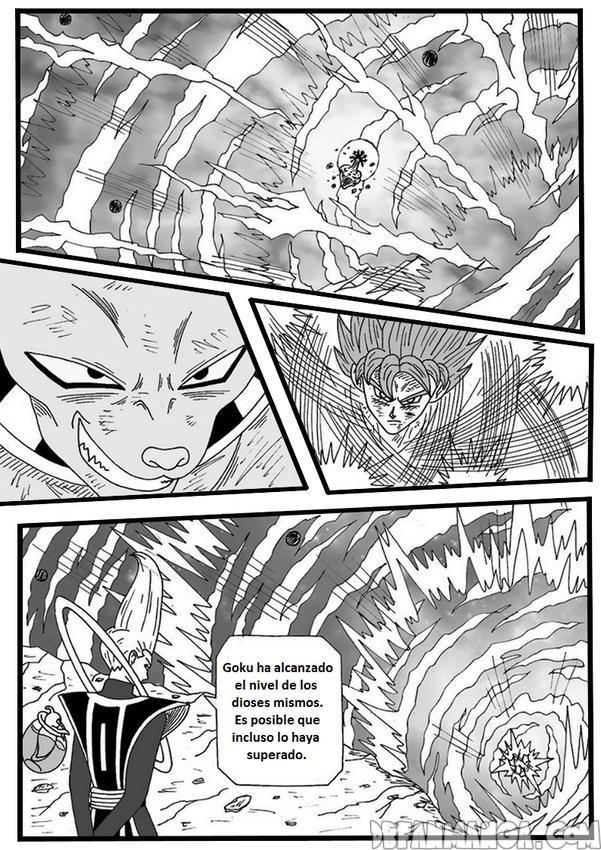 Goku ha alcanzado
el nivel de los
dioses mismos.
Es posible que
incluso lo haya
superado.
DBFANMANGA.COM